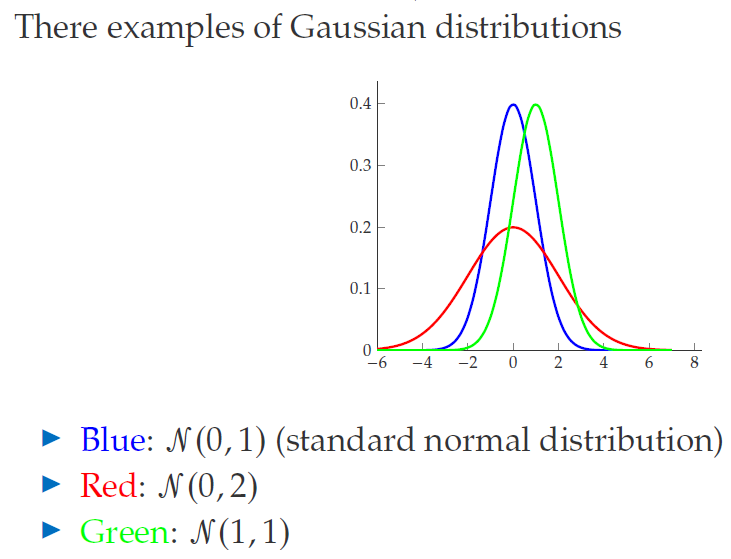 There examples of Gaussian distributions
0.4
0.3
0.2
0.1
0
−6 −4 −2 0 2 4 6 8
▶ Blue: 𝒩(0, 1) (standard normal distribution)
▶ Red: 𝒩(0, 2)
▶ Green: 𝒩(1, 1)